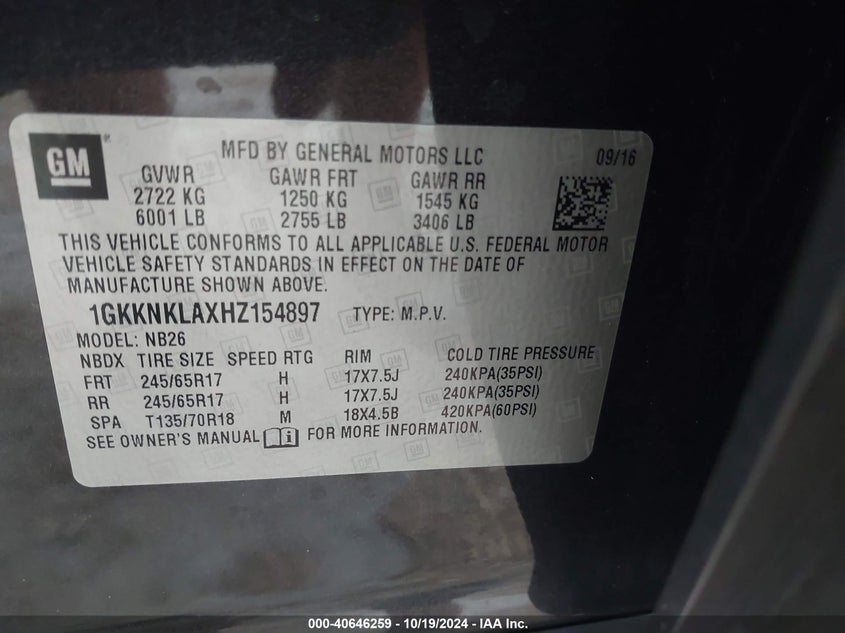 GM
MFD BY GENERAL MOTORS LLC 09/16
GVWR GAWR FRT GAWR RR
2722 KG 1250 KG 1545 KG
6001 LB 2755 LB 3406 LB
THIS VEHICLE CONFORMS TO ALL APPLICABLE U.S. FEDERAL MOTOR
VEHICLE SAFETY STANDARDS IN EFFECT ON THE DATE OF
MANUFACTURE SHOWN ABOVE.
1GKKNKLAXHZ154897 TYPE: M.P.V.
MODEL: NB26
NBDX TIRE SIZE SPEED RTG RIM COLD TIRE PRESSURE
FRT 245/65R17 H 17X7.5J 240KPA(35PSI)
RR 245/65R17 H 17X7.5J 240KPA(35PSI)
SPA T135/70R18 M 18X4.5B 420KPA(60PSI)
SEE OWNER'S MANUAL FOR MORE INFORMATION.
000-40646259 - 10/19/2024 - IAA Inc.